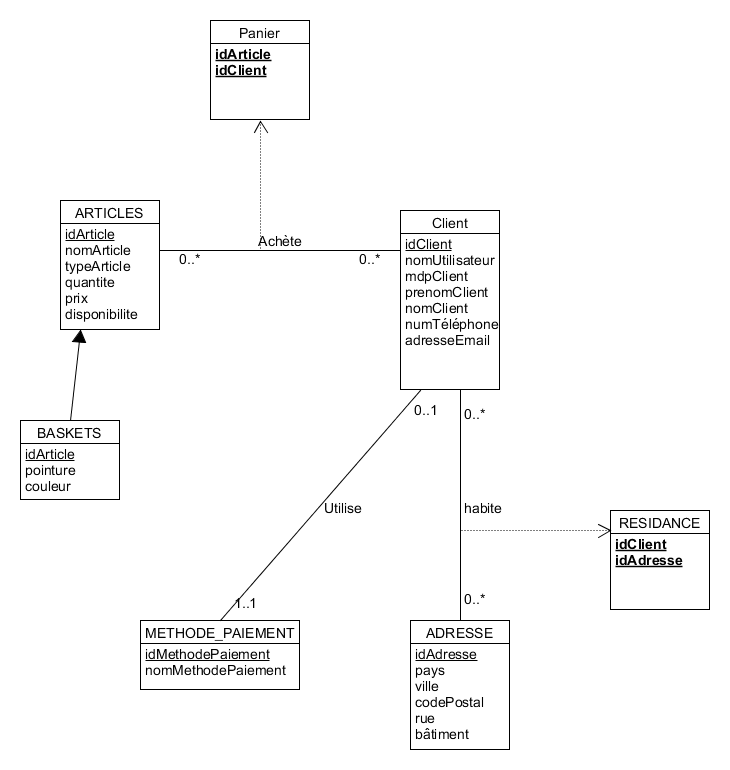 Panier
idArticle
idClient
ARTICLES
idArticle
nomArticle
typeArticle
quantite
prix
disponibilite
Achète
0..*
0..*
Client
idClient
nomUtilisateur
mdpClient
prenomClient
nomClient
numTéléphone
adresseEmail
BASKETS
idArticle
pointure
couleur
0..1
0..*
Utilise
habite
RÉSIDANCE
idClient
idAdresse
1..1
0..*
METHODE_PAIEMENT
idMethodePaiement
nomMethodePaiement
ADRESSE
idAdresse
pays
ville
codePostal
rue
bâtiment